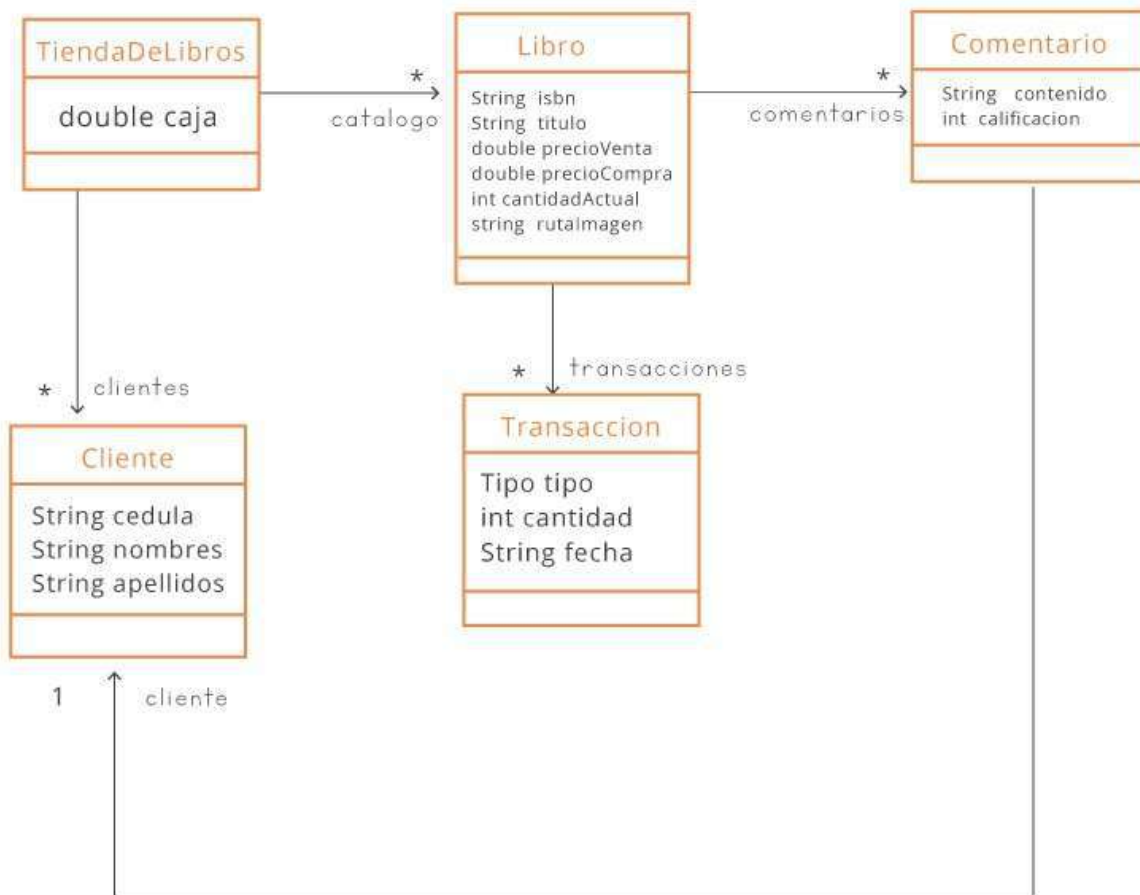 TiendaDeLibros
double caja
*
catalogo
Libro
String isbn
String titulo
double precioVenta
double precioCompra
int cantidadActual
string rutaImagen
*
comentarios
Comentario
String contenido
int calificacion
* clientes
Cliente
String cedula
String nombres
String apellidos
* transacciones
Transaccion
Tipo tipo
int cantidad
String fecha
1 cliente